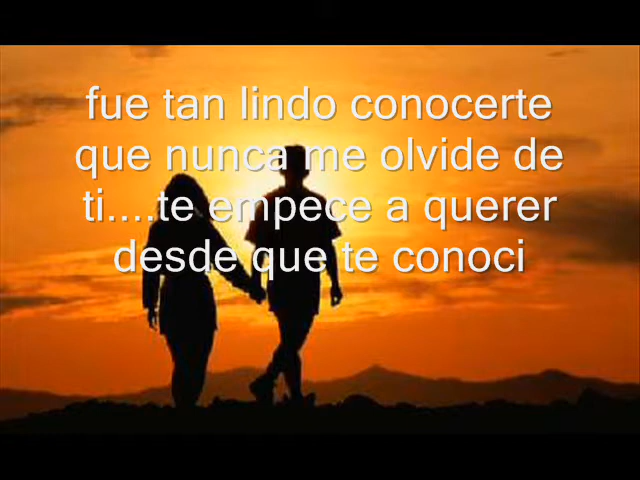 fue tan lindo conocerte
que nunca me olvide de
ti....te empece a querer
desde que te conoci